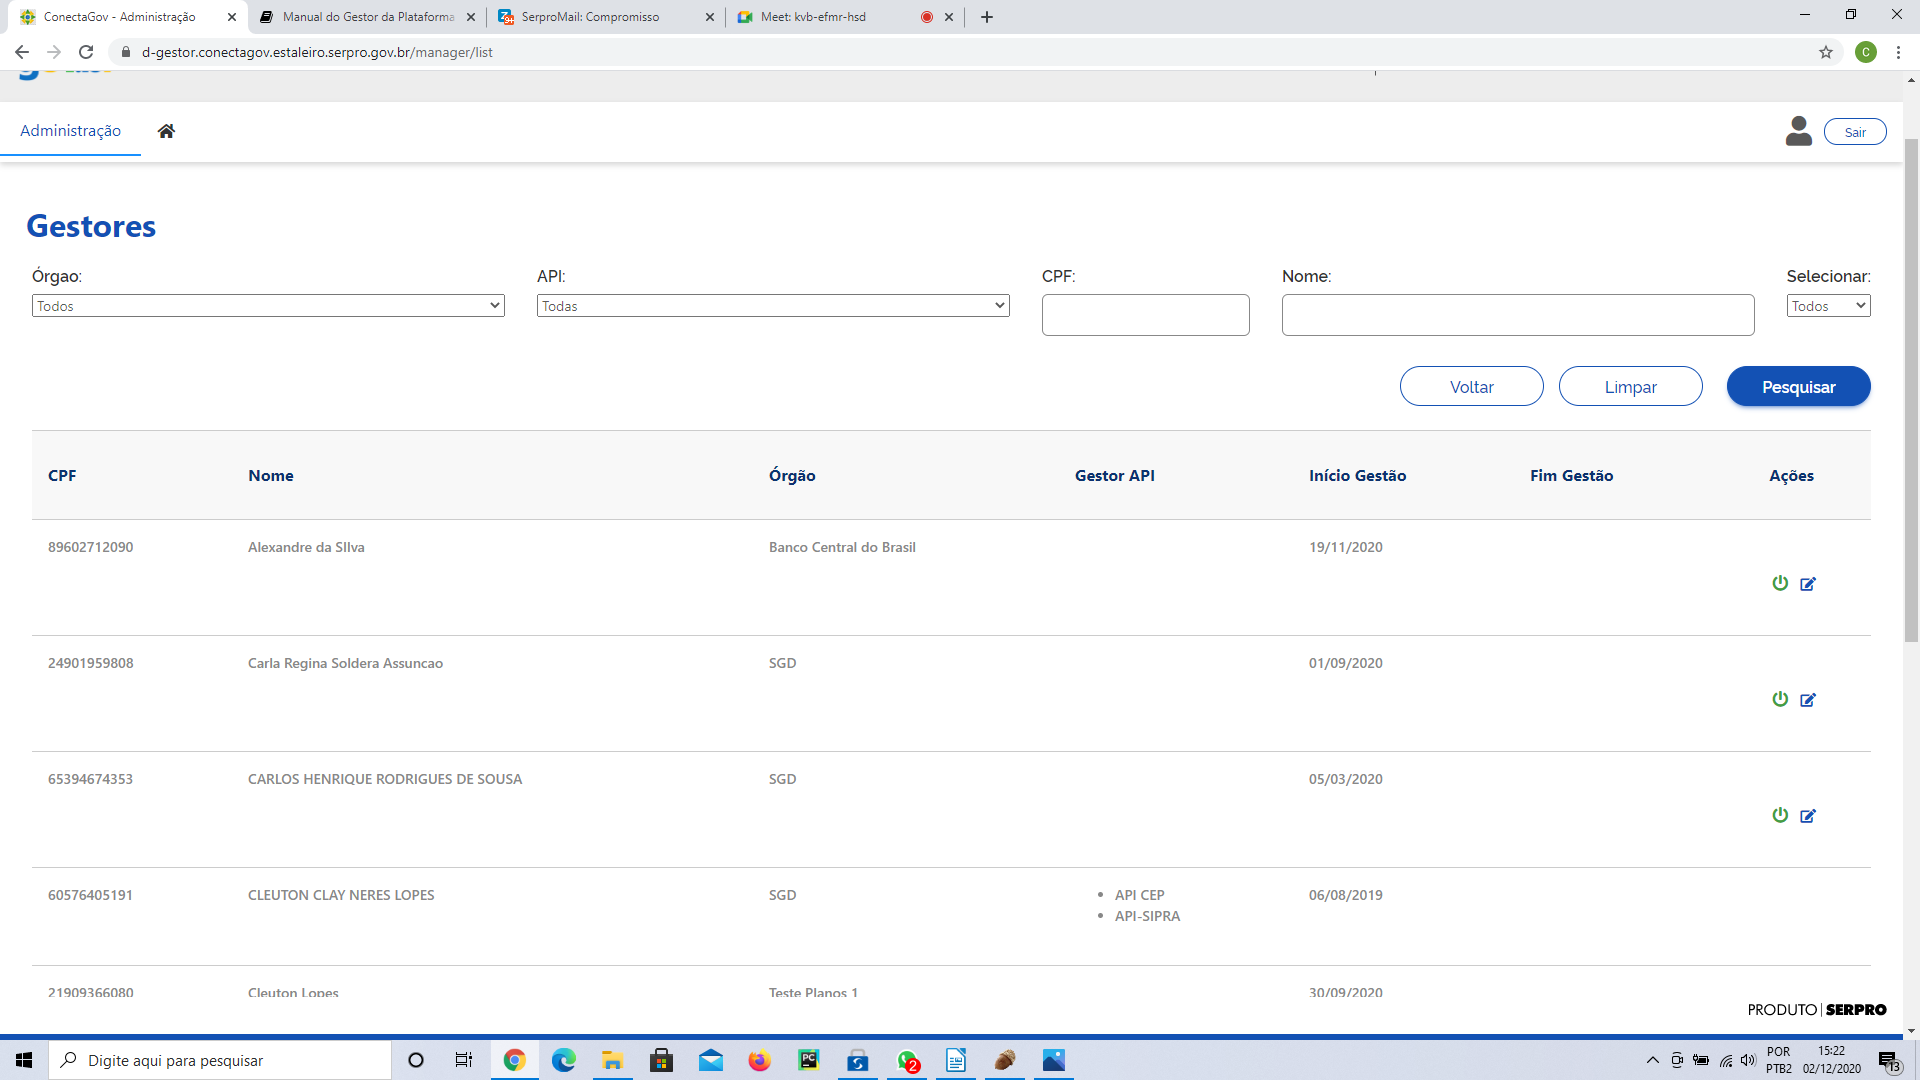 ConectaGov - Administração
Manual do Gestor da Plataforma
SerproMail: Compromisso
Meet: kvb-efmr-hsd
d-gestor.conectagov.estaleiro.serpro.gov.br/manager/list
C
Administração
Sair
Gestores
Órgao: API: CPF: Nome: Selecionar:
Todos Todas Todos
Voltar Limpar Pesquisar
CPF Nome Órgão Gestor API Início Gestão Fim Gestão Ações
89602712090 Alexandre da SIlva Banco Central do Brasil 19/11/2020
24901959808 Carla Regina Soldera Assuncao SGD 01/09/2020
65394674353 CARLOS HENRIQUE RODRIGUES DE SOUSA SGD 05/03/2020
60576405191 CLEUTON CLAY NERES LOPES SGD • API CEP 06/08/2019
• API-SIPRA
21909366080 Cleuton Lopes Teste Planos 1 30/09/2020
PRODUTO | SERPRO
Digite aqui para pesquisar
POR 15:22
PTB2 02/12/2020
13